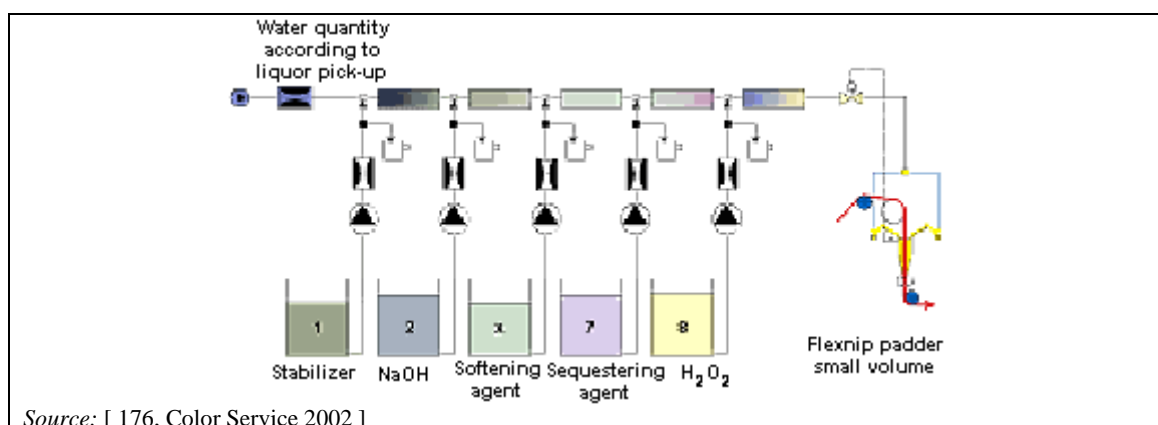 Water quantity
according to
liquor pick-up
1
2
7
Stabilizer
NaOH
Softening
agent
Sequestering
agent
H2O2
Flexnip padder
small volume
Source: [ 176, Color Service 2002 ]